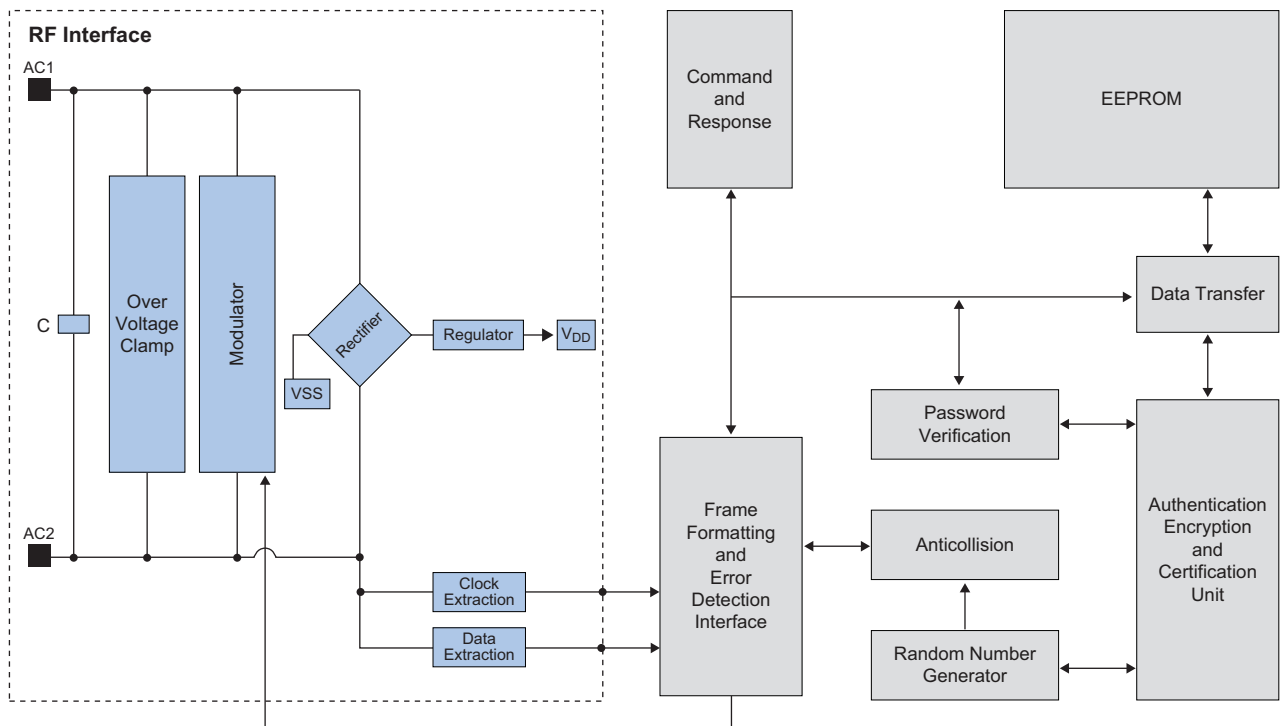 RF Interface
AC1
C
Over
Voltage
Clamp
Modulator
Rectifier
VSS
Regulator
VDD
AC2
Clock
Extraction
Data
Extraction
Command
and
Response
EEPROM
Data Transfer
Password
Verification
Frame
Formatting
and
Error
Detection
Interface
Anticollision
Random Number
Generator
Authentication
Encryption
and
Certification
Unit